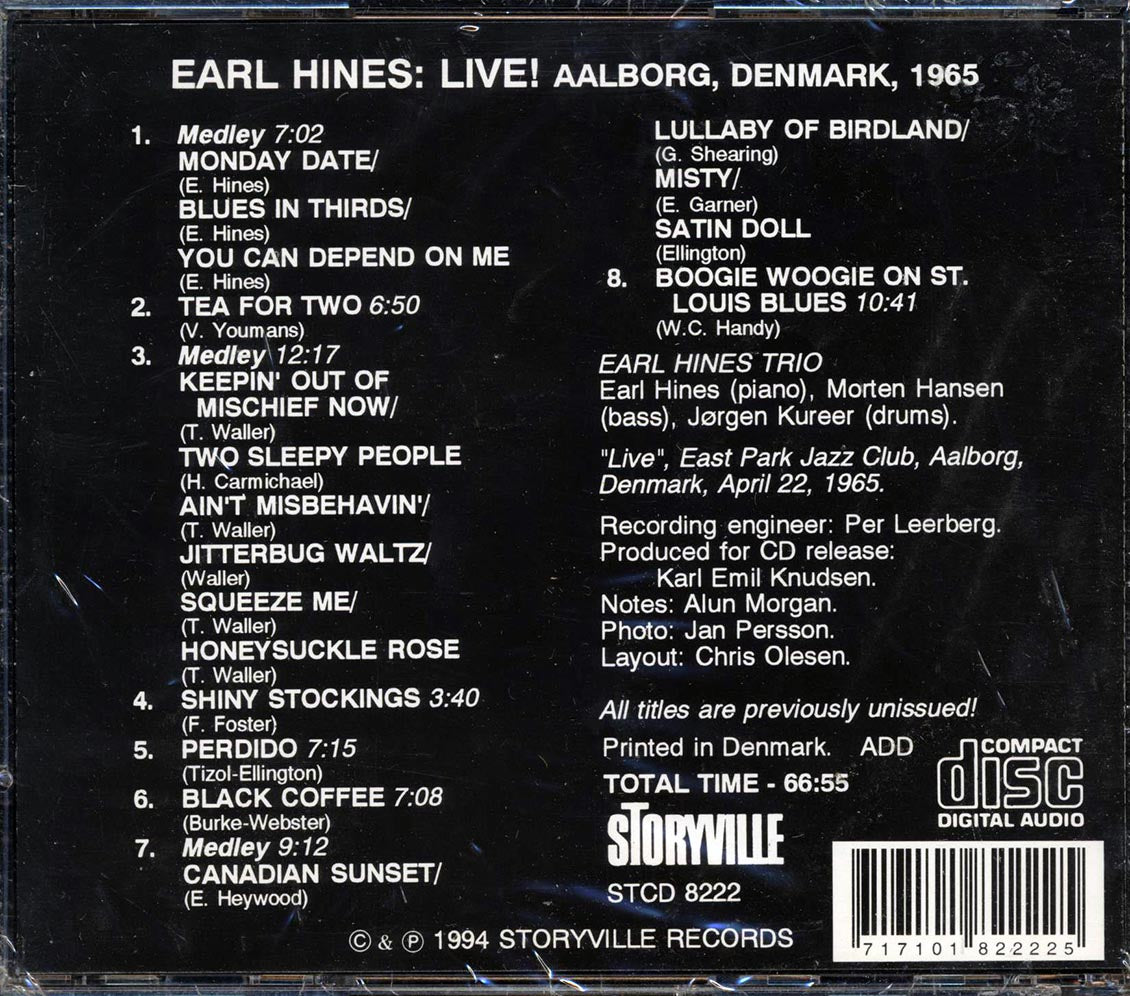 EARL HINES: LIVE! AALBORG, DENMARK, 1965
1. Medley 7:02
MONDAY DATE/
(E. Hines)
BLUES IN THIRDS/
(E. Hines)
YOU CAN DEPEND ON ME
(E. Hines)
2. TEA FOR TWO 6:50
(V. Youmans)
3. Medley 12:17
KEEPIN' OUT OF
MISCHIEF NOW/
(T. Waller)
TWO SLEEPY PEOPLE
(H. Carmichael)
AIN'T MISBEHAVIN'/
(T. Waller)
JITTERBUG WALTZ/
(Waller)
SQUEEZE ME/
(T. Waller)
HONEYSUCKLE ROSE
(T. Waller)
4. SHINY STOCKINGS 3:40
(F. Foster)
5. PERDIDO 7:15
(Tizol-Ellington)
6. BLACK COFFEE 7:08
(Burke-Webster)
7. Medley 9:12
CANADIAN SUNSET/
(E. Heywood)
LULLABY OF BIRDLAND/
(G. Shearing)
MISTY/
(E. Garner)
SATIN DOLL
(Ellington)
8. BOOGIE WOOGIE ON ST.
LOUIS BLUES 10:41
(W.C. Handy)
EARL HINES TRIO
Earl Hines (piano), Morten Hansen
(bass), Jørgen Kureer (drums).
"Live", East Park Jazz Club, Aalborg,
Denmark, April 22, 1965.
Recording engineer: Per Leerberg.
Produced for CD release:
Karl Emil Knudsen.
Notes: Alun Morgan.
Photo: Jan Persson.
Layout: Chris Olesen.
All titles are previously unissued!
Printed in Denmark. ADD
TOTAL TIME - 66:55
COMPACT
disc
DIGITAL AUDIO
STORYVILLE
STCD 8222
© & ℗ 1994 STORYVILLE RECORDS
717101 822225